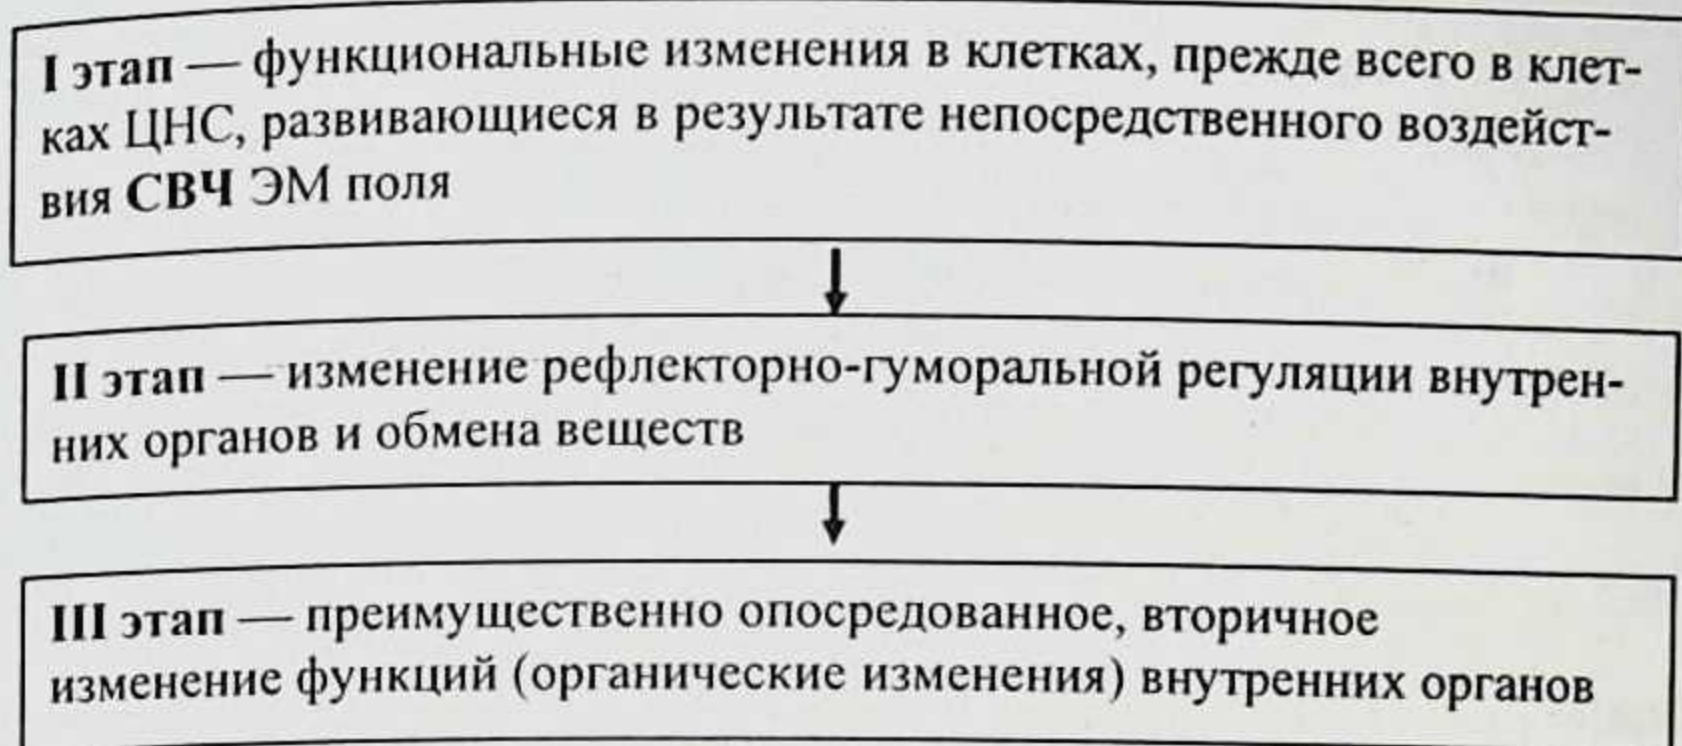 I этап — функциональные изменения в клетках, прежде всего в клет-
ках ЦНС, развивающиеся в результате непосредственного воздейст-
вия СВЧ ЭМ поля
II этап — изменение рефлекторно-гуморальной регуляции внутрен-
них органов и обмена веществ
III этап — преимущественно опосредованное, вторичное
изменение функций (органические изменения) внутренних органов